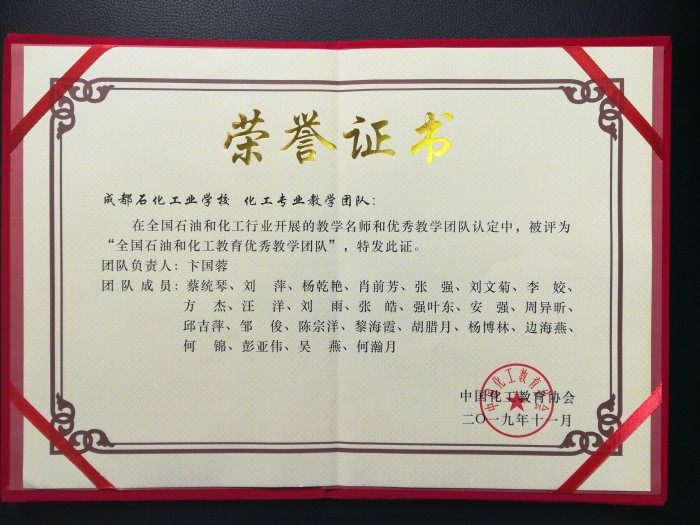 荣誉证书
成都石化工业学校 化工专业教学团队：
在全国石油和化工行业开展的教学名师和优秀教学团队认定中，被评为
“全国石油和化工教育优秀教学团队”，特发此证。
团队负责人：卞国蓉
团队成员：蔡统琴、刘 萍、杨乾艳、肖前芳、张 强、刘文菊、李 姣、
方 杰、汪 洋、刘 雨、张 皓、强叶东、安 强、周异昕、
邱吉萍、邹 俊、陈宗洋、黎海霞、胡腊月、杨博林、边海燕、
何 锦、彭亚伟、吴 燕、何瀚月
中国化工教育协会
二〇一九年十一月
中国化工教育协会